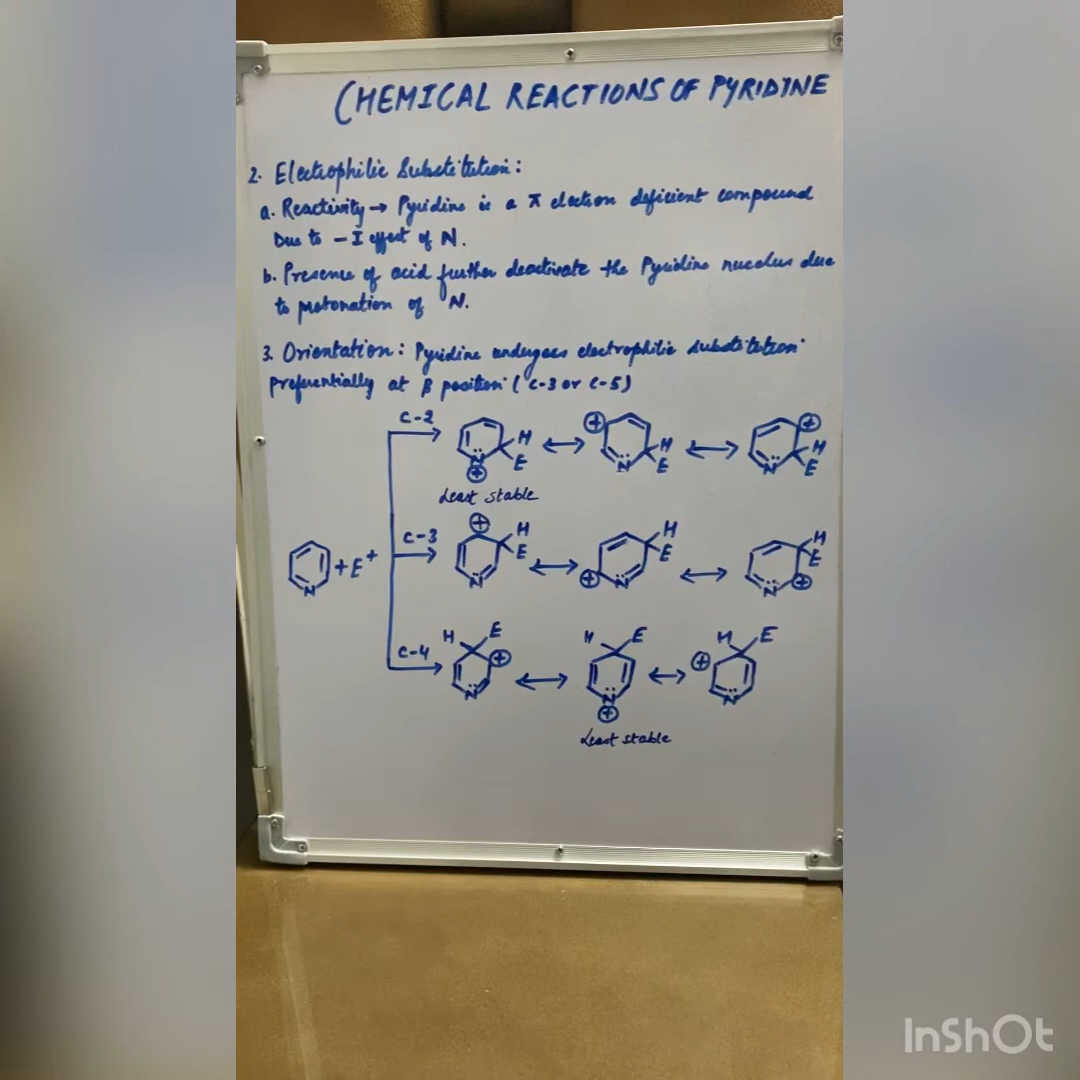 CHEMICAL REACTIONS OF PYRIDINE
2. Electrophilic Substitution:
a. Reactivity → Pyridine is a π electron deficient compound
Due to -I effect of N.
b. Presence of acid further deactivate the Pyridine nucelus due
to protonation of N.
3. Orientation: Pyridine undergoes electrophilic substitution
preferentially at β position (C-3 or C-5)
C-2
H
E
N
⊕
⊕
H
E
N
⊕
H
E
N
Least stable
N
+ E⁺
C-3
⊕
H
E
N
H
E
⊕
N
H
E
⊕
N
C-4
H
E
⊕
N
H
E
N
⊕
H
E
⊕
N
Least stable
InShOt